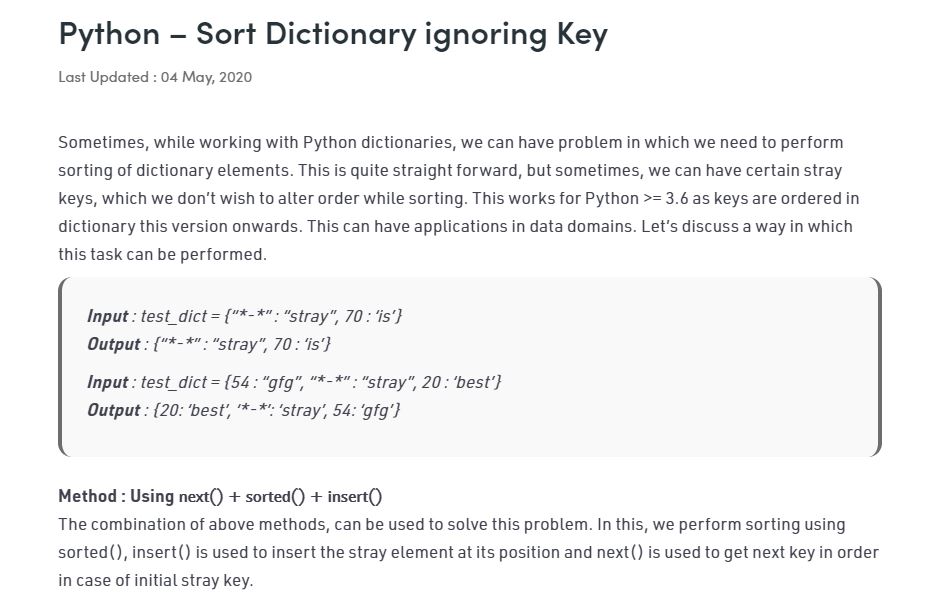 Python – Sort Dictionary ignoring Key
Last Updated : 04 May, 2020
Sometimes, while working with Python dictionaries, we can have problem in which we need to perform
sorting of dictionary elements. This is quite straight forward, but sometimes, we can have certain stray
keys, which we don’t wish to alter order while sorting. This works for Python >= 3.6 as keys are ordered in
dictionary this version onwards. This can have applications in data domains. Let’s discuss a way in which
this task can be performed.
Input : test_dict = {“*-*” : “stray”, 70 : ‘is’}
Output : {“*-*” : “stray”, 70 : ‘is’}
Input : test_dict = {54 : “gfg”, “*-*” : “stray”, 20 : ‘best’}
Output : {20: ‘best’, ‘*-*’: ‘stray’, 54: ‘gfg’}
Method : Using next() + sorted() + insert()
The combination of above methods, can be used to solve this problem. In this, we perform sorting using
sorted(), insert() is used to insert the stray element at its position and next() is used to get next key in order
in case of initial stray key.